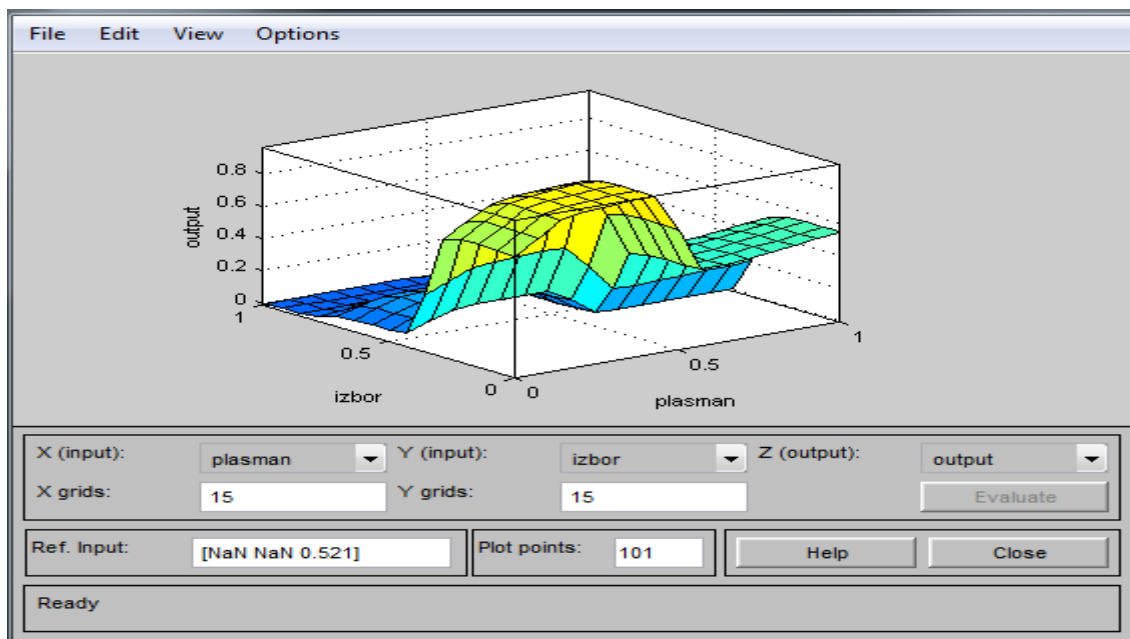 File Edit View Options
0.8
0.6
0.4
0.2
0
output
1
0.5
0
izbor
0
0.5
1
plasman
X (input): plasman Y (input): izbor Z (output): output
X grids: 15 Y grids: 15 Evaluate
Ref. Input: [NaN NaN 0.521] Plot points: 101 Help Close
Ready